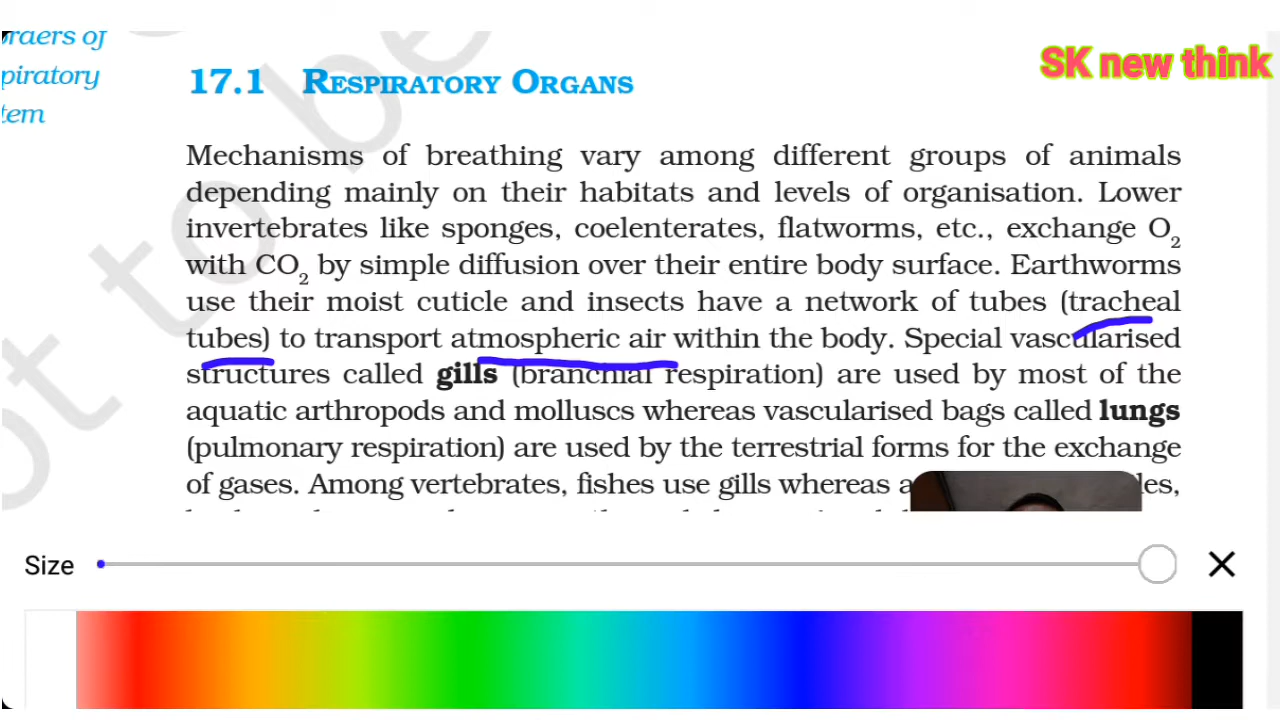 raers of
piratory
tem
SK new think
17.1 RESPIRATORY ORGANS
Mechanisms of breathing vary among different groups of animals
depending mainly on their habitats and levels of organisation. Lower
invertebrates like sponges, coelenterates, flatworms, etc., exchange O₂
with CO₂ by simple diffusion over their entire body surface. Earthworms
use their moist cuticle and insects have a network of tubes (tracheal
tubes) to transport atmospheric air within the body. Special vascularised
structures called gills (branchial respiration) are used by most of the
aquatic arthropods and molluscs whereas vascularised bags called lungs
(pulmonary respiration) are used by the terrestrial forms for the exchange
of gases. Among vertebrates, fishes use gills whereas
Size